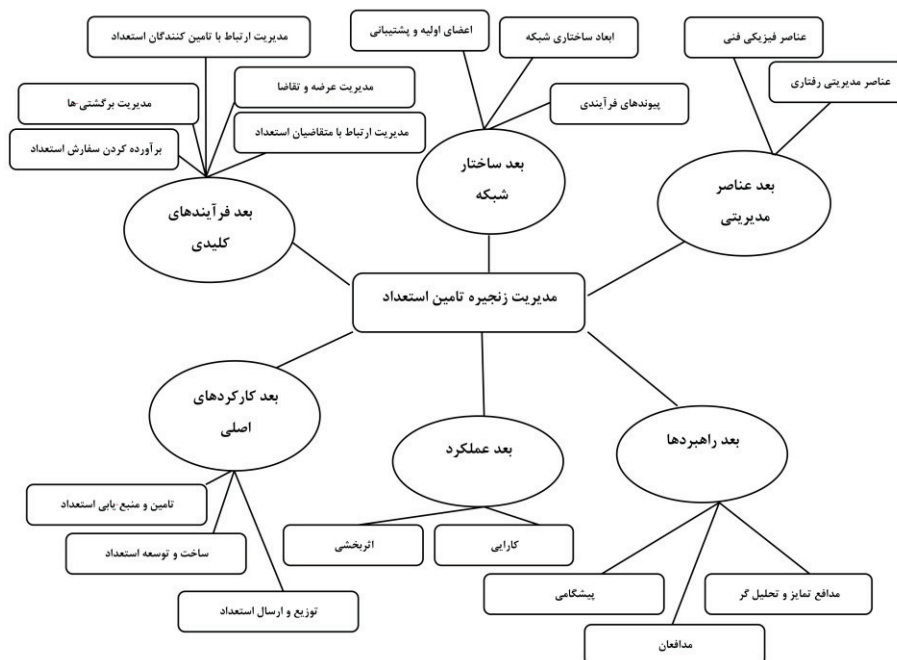 عناصر فیزیکی فنی
ابعاد ساختاری شبکه
اعضای اولیه و پشتیبانی
مدیریت ارتباط با تامین کنندگان استعداد
عناصر مدیریتی رفتاری
پیوندهای فرآیندی
مدیریت عرضه و تقاضا
مدیریت برگشتی-ها
مدیریت ارتباط با متقاضیان استعداد
برآورده کردن سفارش استعداد
بعد عناصر
مدیریتی
بعد ساختار
شبکه
بعد فرآیندهای
کلیدی
مدیریت زنجیره تامین استعداد
بعد راهبردها
بعد عملکرد
بعد کارکردهای
اصلی
تامین و منبع-یابی استعداد
ساخت و توسعه استعداد
توزیع و ارسال استعداد
کارایی
اثربخشی
مدافع تمایز و تحلیل گر
پیشگامی
مدافعان